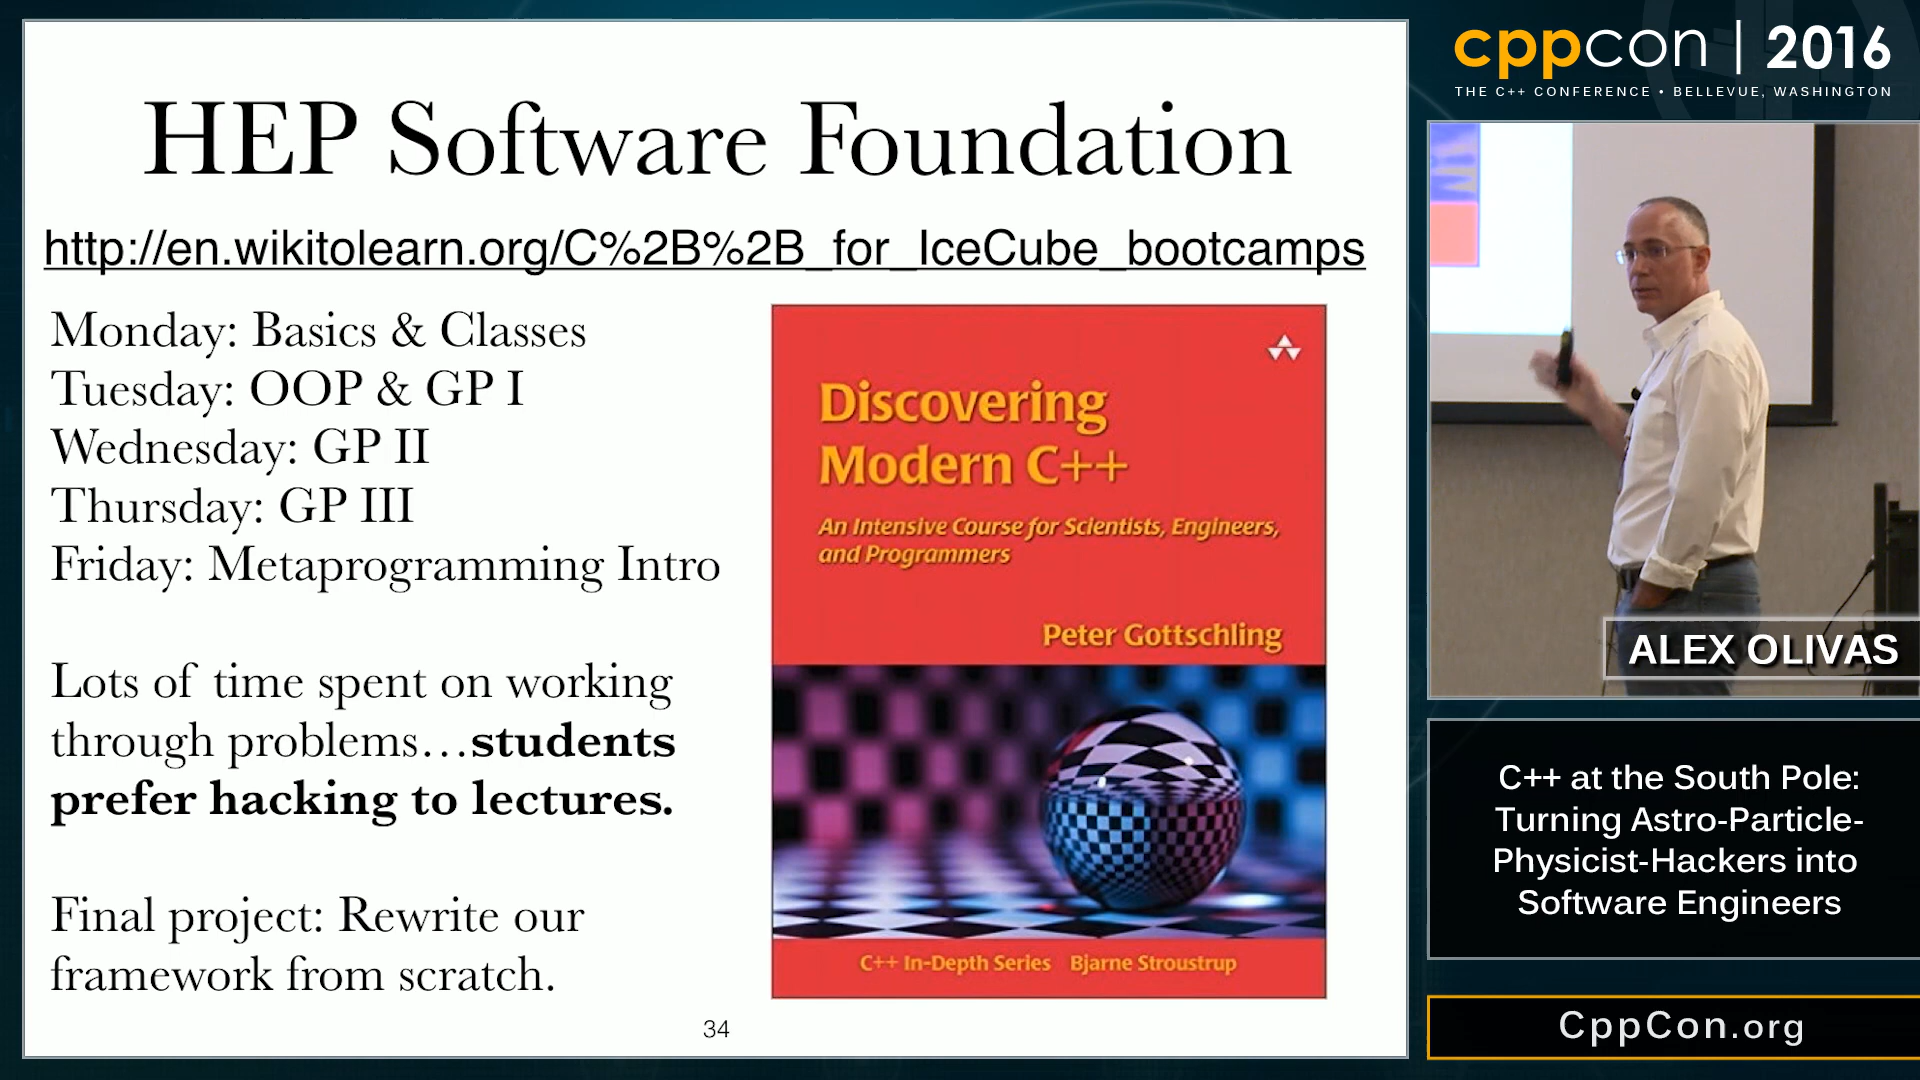 HEP Software Foundation
http://en.wikitolearn.org/C%2B%2B_for_IceCube_bootcamps
Monday: Basics & Classes
Tuesday: OOP & GP I
Wednesday: GP II
Thursday: GP III
Friday: Metaprogramming Intro
Lots of time spent on working
through problems…students
prefer hacking to lectures.
Final project: Rewrite our
framework from scratch.
Discovering
Modern C++
An Intensive Course for Scientists, Engineers,
and Programmers
Peter Gottschling
C++ In-Depth Series Bjarne Stroustrup
34
cppcon | 2016
THE C++ CONFERENCE • BELLEVUE, WASHINGTON
ALEX OLIVAS
C++ at the South Pole:
Turning Astro-Particle-
Physicist-Hackers into
Software Engineers
CppCon.org